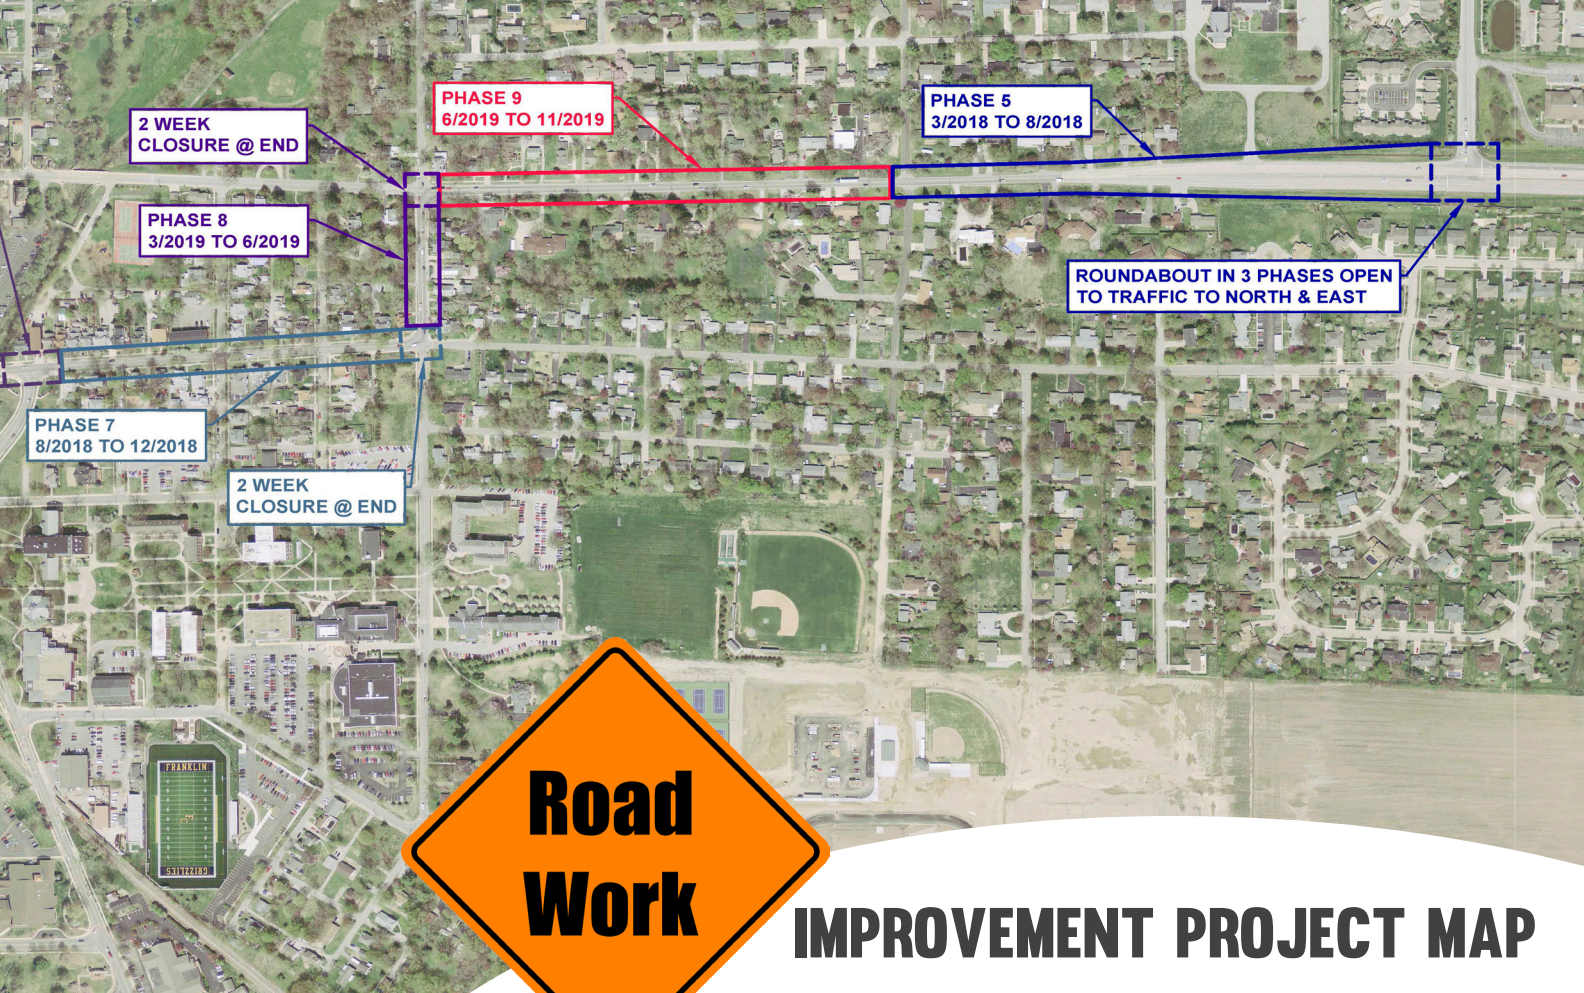 PHASE 9
6/2019 TO 11/2019
PHASE 5
3/2018 TO 8/2018
2 WEEK
CLOSURE @ END
PHASE 8
3/2019 TO 6/2019
ROUNDABOUT IN 3 PHASES OPEN
TO TRAFFIC TO NORTH & EAST
PHASE 7
8/2018 TO 12/2018
2 WEEK
CLOSURE @ END
FRANKLIN
GRIZZLIES
Road
Work
IMPROVEMENT PROJECT MAP